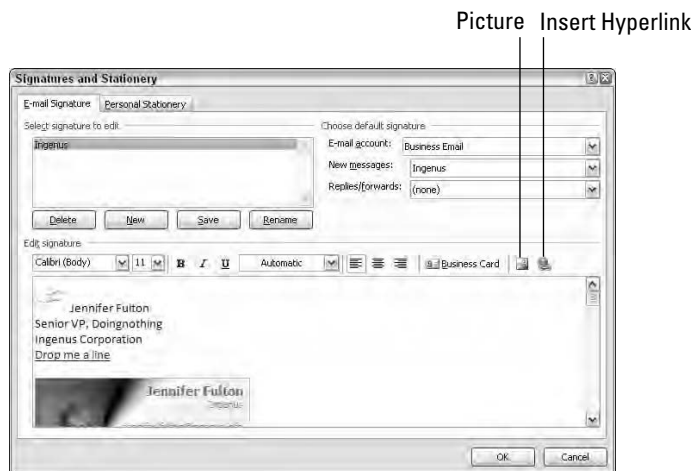 Picture Insert Hyperlink
Signatures and Stationery
E-mail Signature Personal Stationery
Select signature to edit Choose default signature
Ingenus
E-mail account: Business Email
New messages: Ingenus
Replies/forwards: (none)
Delete New Save Rename
Edit signature
Calibri (Body) 11 B I U Automatic Business Card
Jennifer Fulton
Senior VP, Doingnothing
Ingenus Corporation
Drop me a line
Jennifer Fulton
Ingenus
OK Cancel